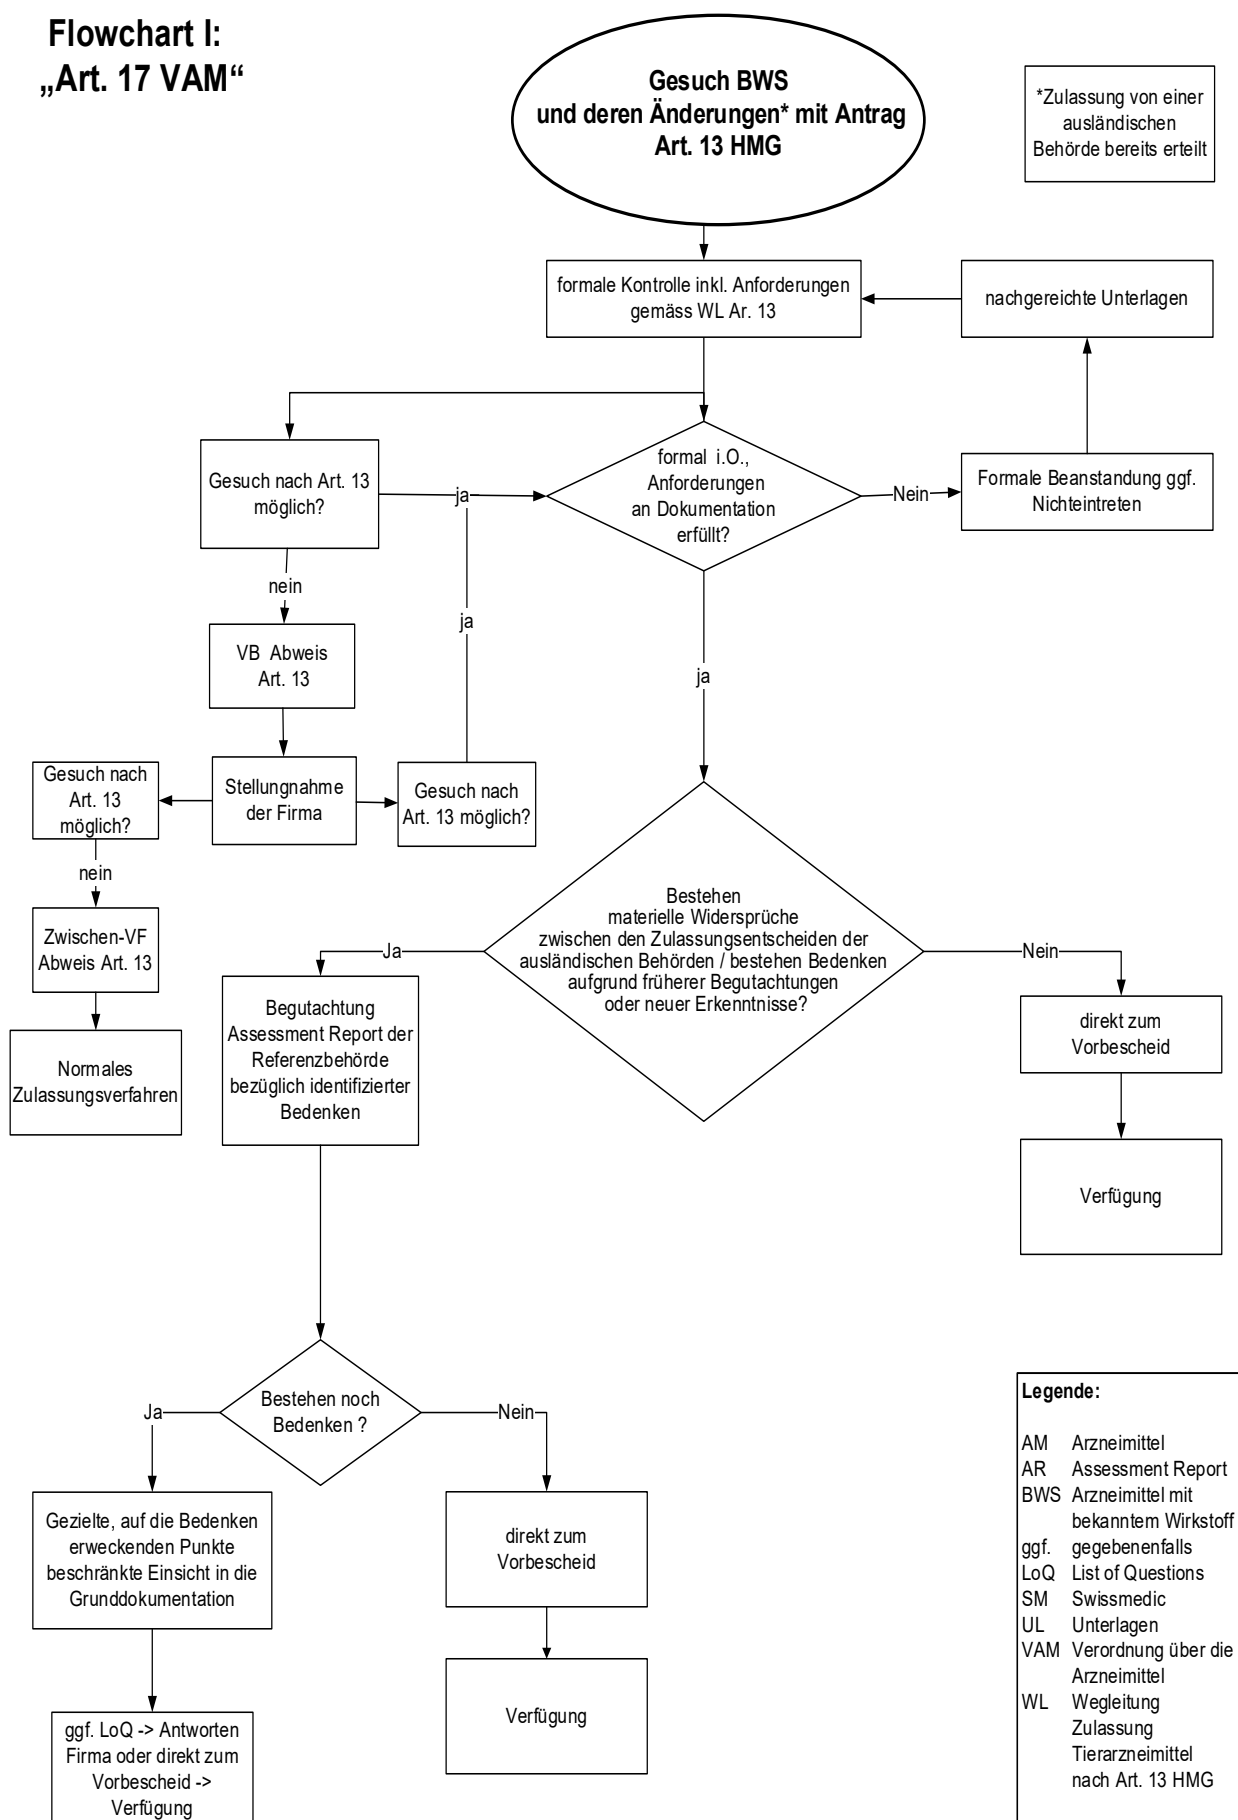 Flowchart I:
„Art. 17 VAM“
Gesuch BWS
und deren Änderungen* mit Antrag
Art. 13 HMG
*Zulassung von einer
ausländischen
Behörde bereits erteilt
formale Kontrolle inkl. Anforderungen
gemäss WL Ar. 13
nachgereichte Unterlagen
Gesuch nach Art. 13
möglich?
ja
formal i.O.,
Anforderungen
an Dokumentation
erfüllt?
Nein
Formale Beanstandung ggf.
Nichteintreten
nein
ja
VB Abweis
Art. 13
ja
Gesuch nach
Art. 13
möglich?
Stellungnahme
der Firma
Gesuch nach
Art. 13 möglich?
nein
Zwischen-VF
Abweis Art. 13
Normales
Zulassungsverfahren
Bestehen
materielle Widersprüche
zwischen den Zulassungsentscheiden der
ausländischen Behörden / bestehen Bedenken
aufgrund früherer Begutachtungen
oder neuer Erkenntnisse?
Ja
Nein
Begutachtung
Assessment Report der
Referenzbehörde
bezüglich identifizierter
Bedenken
direkt zum
Vorbescheid
Verfügung
Bestehen noch
Bedenken ?
Ja
Nein
Gezielte, auf die Bedenken
erweckenden Punkte
beschränkte Einsicht in die
Grunddokumentation
direkt zum
Vorbescheid
ggf. LoQ -> Antworten
Firma oder direkt zum
Vorbescheid ->
Verfügung
Verfügung
Legende:
AM Arzneimittel
AR Assessment Report
BWS Arzneimittel mit
bekanntem Wirkstoff
ggf. gegebenenfalls
LoQ List of Questions
SM Swissmedic
UL Unterlagen
VAM Verordnung über die
Arzneimittel
WL Wegleitung
Zulassung
Tierarzneimittel
nach Art. 13 HMG